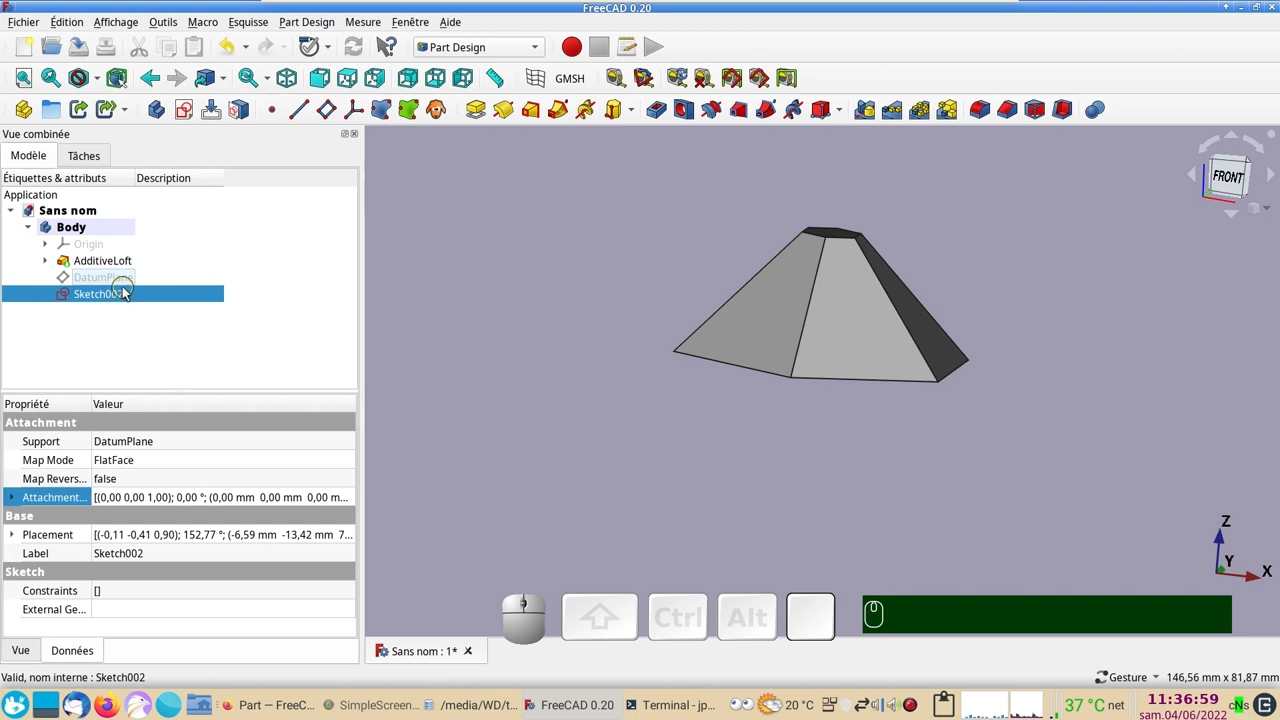 FreeCAD 0.20
Fichier Édition Affichage Outils Macro Esquisse Part Design Mesure Fenêtre Aide
Part Design
GMSH
Vue combinée
Modèle Tâches
Étiquettes & attributs Description
Application
Sans nom
Body
Origin
AdditiveLoft
DatumPlane
Sketch002
FRONT
Propriété Valeur
Attachment
Support DatumPlane
Map Mode FlatFace
Map Revers... false
Attachment... [(0,00 0,00 1,00); 0,00 °; (0,00 mm 0,00 mm 0,00 m...
Base
Placement [(-0,11 -0,41 0,90); 152,77 °; (-6,59 mm -13,42 mm 7...
Label Sketch002
Sketch
Constraints []
External Ge...
Z
Y
X
Ctrl Alt
Vue Données
Sans nom : 1*
Valid, nom interne : Sketch002
Gesture 146,56 mm x 81,87 mm
Part — FreeC... SimpleScreen... /media/WD/t... FreeCAD 0.20 Terminal - jp... 20 °C 37 °C net 11:36:59
sam.04/06/2022